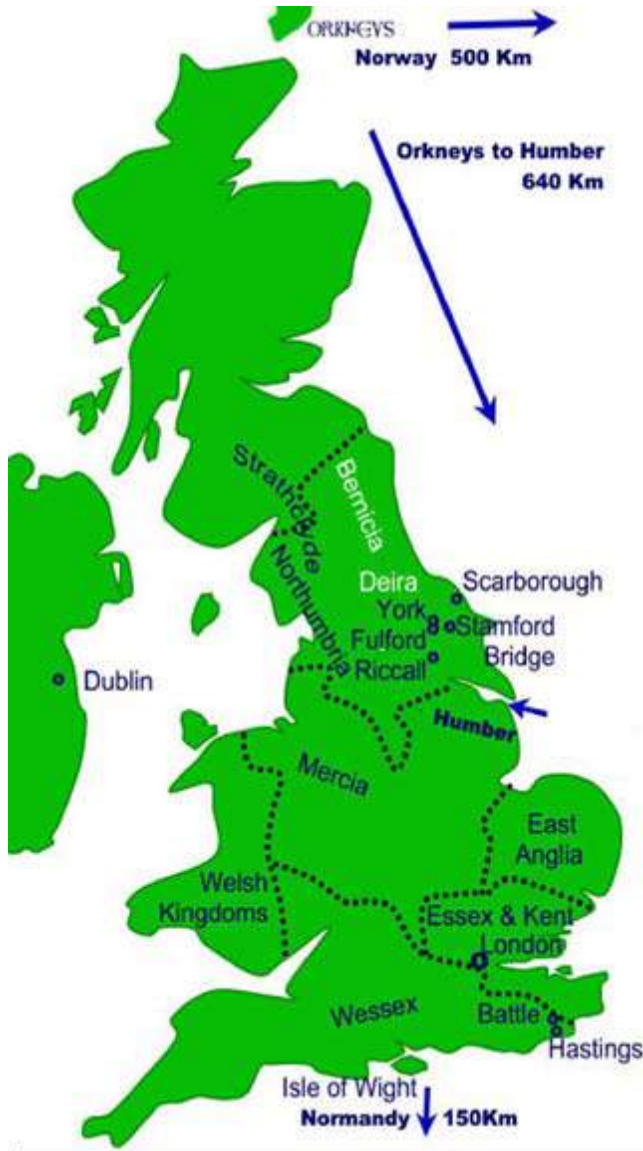 ORKNEYS
Norway 500 Km
Orkneys to Humber
640 Km
Strathclyde
Bernicia
Northumbria
Deira
Scarborough
York
Stamford
Bridge
Fulford
Riccall
Dublin
Humber
Mercia
East
Anglia
Welsh
Kingdoms
Essex & Kent
London
Wessex
Battle
Hastings
Isle of Wight
Normandy 150Km